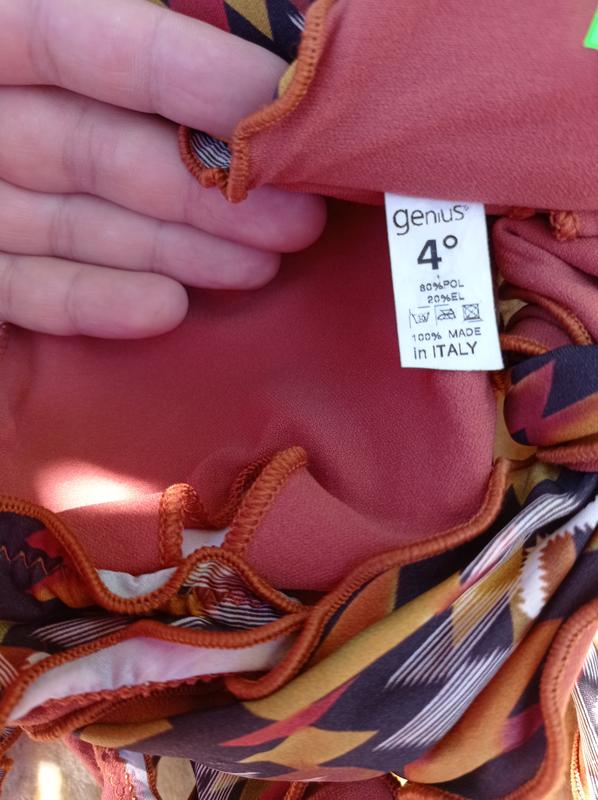 genius®
4°
80%POL
20%EL
100% MADE
in ITALY